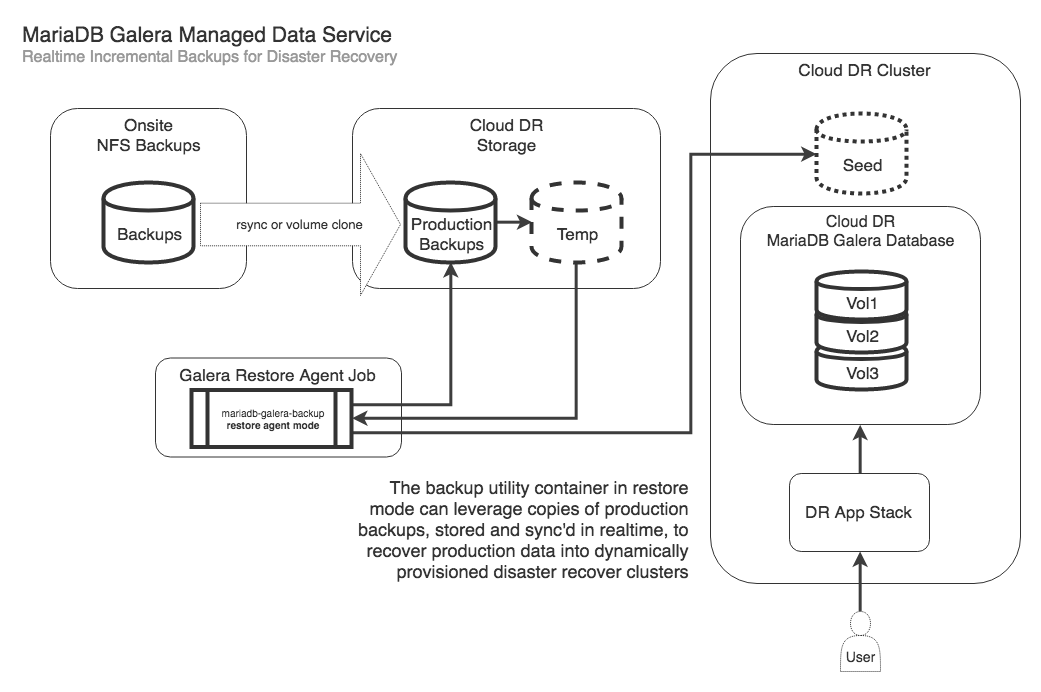 MariaDB Galera Managed Data Service
Realtime Incremental Backups for Disaster Recovery
Onsite
NFS Backups
Backups
rsync or volume clone
Cloud DR
Storage
Production
Backups
Temp
Cloud DR Cluster
Seed
Cloud DR
MariaDB Galera Database
Vol1
Vol2
Vol3
Galera Restore Agent Job
mariadb-galera-backup
restore agent mode
The backup utility container in restore
mode can leverage copies of production
backups, stored and sync'd in realtime, to
recover production data into dynamically
provisioned disaster recover clusters
DR App Stack
User